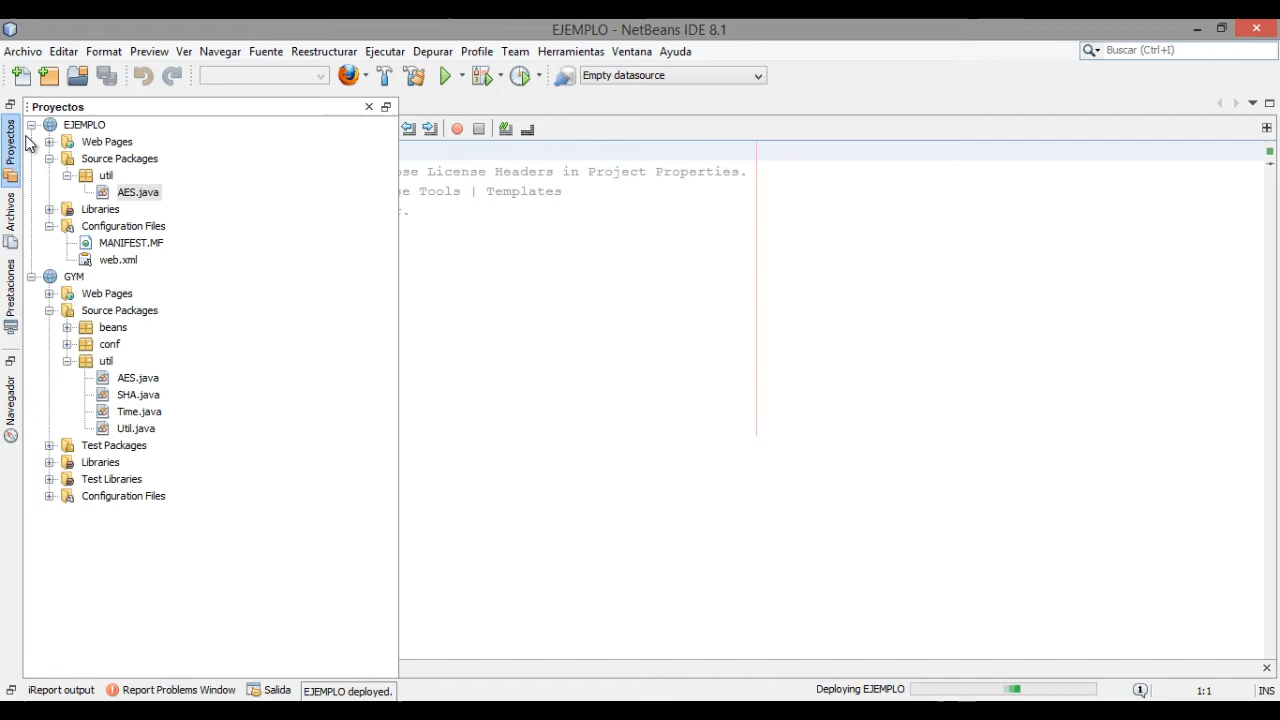 EJEMPLO - NetBeans IDE 8.1
Archivo Editar Format Preview Ver Navegar Fuente Reestructurar Ejecutar Depurar Profile Team Herramientas Ventana Ayuda
Buscar (Ctrl+I)
Empty datasource
Proyectos
Proyectos
Archivos
Prestaciones
Navegador
EJEMPLO
Web Pages
Source Packages
util
AES.java
Libraries
Configuration Files
MANIFEST.MF
web.xml
GYM
Web Pages
Source Packages
beans
conf
util
AES.java
SHA.java
Time.java
Util.java
Test Packages
Libraries
Test Libraries
Configuration Files
ose License Headers in Project Properties.
se Tools | Templates
r.
iReport output Report Problems Window Salida EJEMPLO deployed. Deploying EJEMPLO 1 1:1 INS